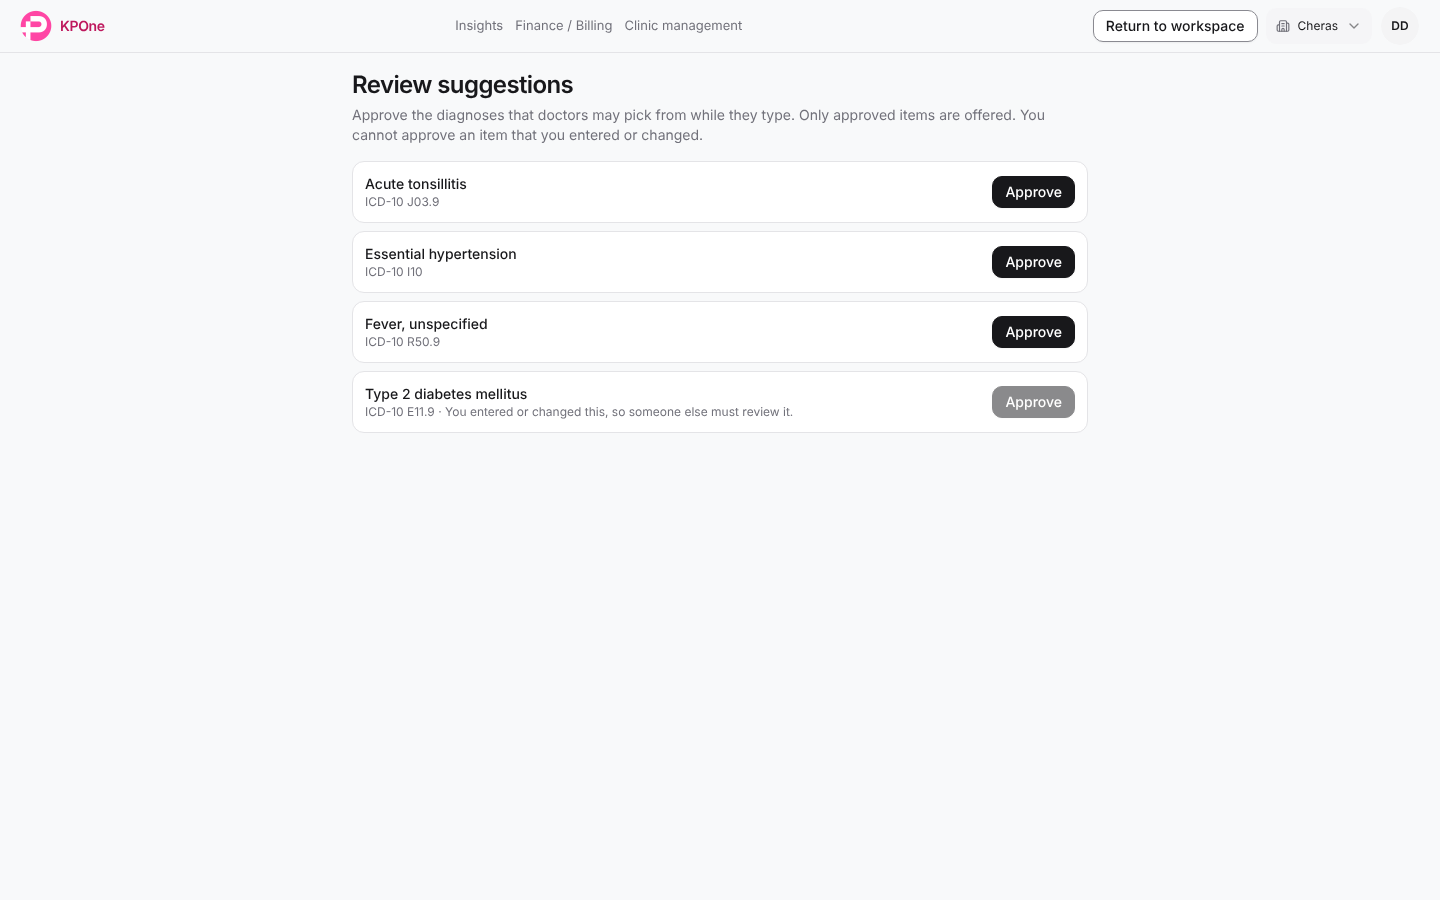 KPOne
Insights
Finance / Billing
Clinic management
Return to workspace
Cheras
DD
Review suggestions
Approve the diagnoses that doctors may pick from while they type. Only approved items are offered. You
cannot approve an item that you entered or changed.
Acute tonsillitis
ICD-10 J03.9
Approve
Essential hypertension
ICD-10 I10
Approve
Fever, unspecified
ICD-10 R50.9
Approve
Type 2 diabetes mellitus
ICD-10 E11.9 · You entered or changed this, so someone else must review it.
Approve